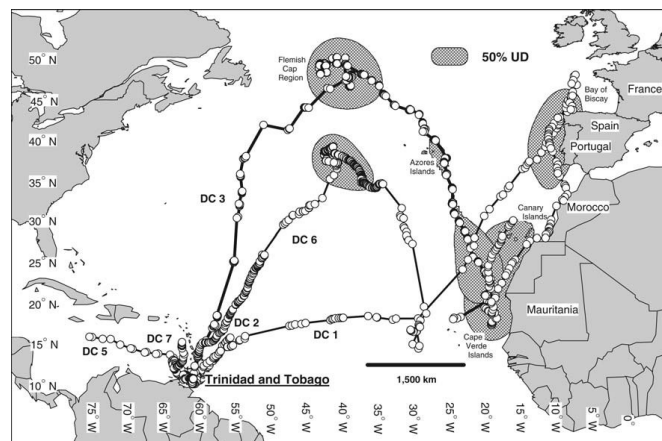 50% UD
50° N
45° N
40° N
35° N
30° N
25° N
20° N
15° N
10° N
Flemish
Cap
Region
Bay of
Biscay
France
Spain
Portugal
Azores
Islands
Canary
Islands
Morocco
Mauritania
Cape
Verde
Islands
DC 3
DC 6
DC 2
DC 1
DC 7
DC 5
Trinidad and Tobago
1,500 km
75° W
70° W
65° W
60° W
55° W
50° W
45° W
40° W
35° W
30° W
25° W
20° W
15° W
10° W
5° W
0°